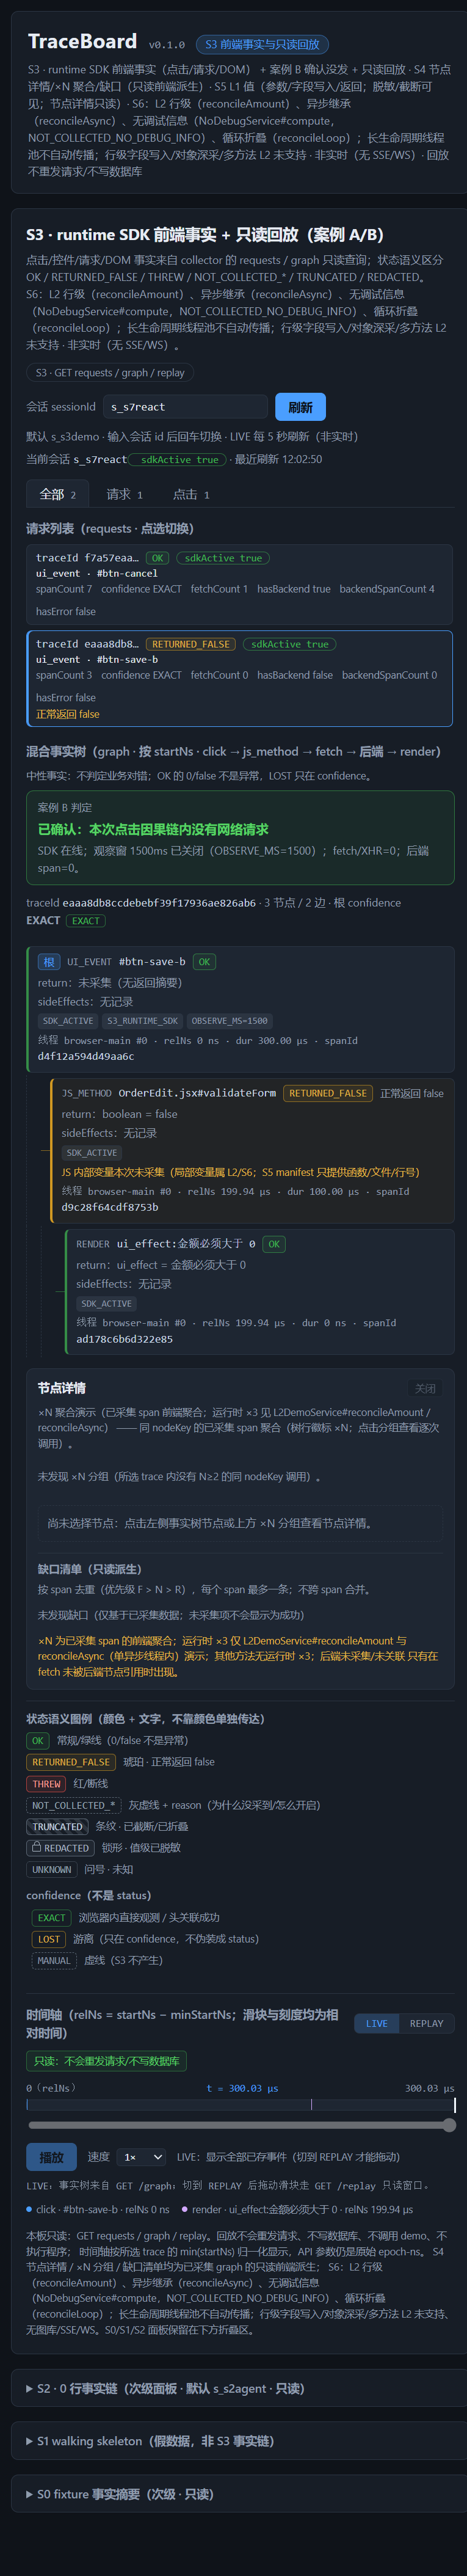 TraceBoard v0.1.0 S3 前端事实与只读回放
S3 · runtime SDK 前端事实（点击/请求/DOM） + 案例 B 确认没发 + 只读回放 · S4 节点
详情/×N 聚合/缺口（只读前端派生） · S5 L1 值（参数/字段写入/返回；脱敏/截断可
见；节点详情只读） · S6：L2 行级（reconcileAmount）、异步继承
（reconcileAsync）、无调试信息（NoDebugService#compute，
NOT_COLLECTED_NO_DEBUG_INFO）、循环折叠（reconcileLoop）；长生命周期线程
池不自动传播；行级字段写入/对象深采/多方法 L2 未支持 · 非实时（无 SSE/WS） · 回放
不重发请求/不写数据库
S3 · runtime SDK 前端事实 + 只读回放（案例 A/B）
点击/控件/请求/DOM 事实来自 collector 的 requests / graph 只读查询；状态语义区分
OK / RETURNED_FALSE / THREW / NOT_COLLECTED_* / TRUNCATED / REDACTED。
S6：L2 行级（reconcileAmount）、异步继承（reconcileAsync）、无调试信息
（NoDebugService#compute，NOT_COLLECTED_NO_DEBUG_INFO）、循环折叠
（reconcileLoop）；长生命周期线程池不自动传播；行级字段写入/对象深采/多方法 L2
未支持 · 非实时（无 SSE/WS）。
S3 · GET requests / graph / replay
会话 sessionId s_s7react 刷新
默认 s_s3demo · 输入会话 id 后回车切换 · LIVE 每 5 秒刷新（非实时）
当前会话 s_s7react sdkActive true · 最近刷新 12:02:50
全部 2 请求 1 点击 1
请求列表（requests · 点选切换）
traceId f7a57eaa… OK sdkActive true
ui_event · #btn-cancel
spanCount 7 confidence EXACT fetchCount 1 hasBackend true backendSpanCount 4
hasError false
traceId eaaa8db8… RETURNED_FALSE sdkActive true
ui_event · #btn-save-b
spanCount 3 confidence EXACT fetchCount 0 hasBackend false backendSpanCount 0
hasError false
正常返回 false
混合事实树（graph · 按 startNs · click → js_method → fetch → 后端 → render）
中性事实：不判定业务对错；OK 的 0/false 不是异常，LOST 只在 confidence。
案例 B 判定
已确认：本次点击因果链内没有网络请求
SDK 在线；观察窗 1500ms 已关闭（OBSERVE_MS=1500）；fetch/XHR=0；后端
span=0。
traceId eaaa8db8ccdebebf39f17936ae826ab6 · 3 节点 / 2 边 · 根 confidence
EXACT EXACT
根 UI_EVENT #btn-save-b OK
return：未采集（无返回摘要）
sideEffects：无记录
SDK_ACTIVE S3_RUNTIME_SDK OBSERVE_MS=1500
线程 browser-main #0 · relNs 0 ns · dur 300.00 µs · spanId
d4f12a594d49aa6c
JS_METHOD OrderEdit.jsx#validateForm RETURNED_FALSE 正常返回 false
return：boolean = false
sideEffects：无记录
SDK_ACTIVE
JS 内部变量本次未采集（局部变量属 L2/S6；S5 manifest 只提供函数/文件/行号）
线程 browser-main #0 · relNs 199.94 µs · dur 100.00 µs · spanId
d9c28f64cdf8753b
RENDER ui_effect:金额必须大于 0 OK
return：ui_effect = 金额必须大于 0
sideEffects：无记录
SDK_ACTIVE
线程 browser-main #0 · relNs 199.94 µs · dur 0 ns · spanId
ad178c6b6d322e85
节点详情 关闭
×N 聚合演示（已采集 span 前端聚合；运行时 ×3 见 L2DemoService#reconcileAmount /
reconcileAsync）—— 同 nodeKey 的已采集 span 聚合（树行徽标 ×N；点击分组查看逐次
调用）。
未发现 ×N 分组（所选 trace 内没有 N≥2 的同 nodeKey 调用）。
尚未选择节点：点击左侧事实树节点或上方 ×N 分组查看节点详情。
缺口清单（只读派生）
按 span 去重（优先级 F > N > R），每个 span 最多一条；不跨 span 合并。
未发现缺口（仅基于已采集数据；未采集项不会显示为成功）
×N 为已采集 span 的前端聚合；运行时 ×3 仅 L2DemoService#reconcileAmount 与
reconcileAsync（单异步线程内）演示；其他方法无运行时 ×3；后端未采集/未关联 只有在
fetch 未被后端节点引用时出现。
状态语义图例（颜色 + 文字，不靠颜色单独传达）
OK 常规/绿线（0/false 不是异常）
RETURNED_FALSE 琥珀 · 正常返回 false
THREW 红/断线
NOT_COLLECTED_* 灰虚线 + reason（为什么没采到/怎么开启）
TRUNCATED 条纹 · 已截断/已折叠
REDACTED 锁形 · 值级已脱敏
UNKNOWN 问号 · 未知
confidence（不是 status）
EXACT 浏览器内直接观测 / 头关联成功
LOST 游离（只在 confidence，不伪装成 status）
MANUAL 虚线（S3 不产生）
时间轴（relNs = startNs − minStartNs；滑块与刻度均为相
对时间） LIVE REPLAY
只读：不会重发请求/不写数据库
0（relNs） t = 300.03 µs 300.03 µs
播放 速度 1× LIVE：显示全部已存事件（切到 REPLAY 才能拖动）
LIVE：事实树来自 GET /graph；切到 REPLAY 后拖动滑块走 GET /replay 只读窗口。
click · #btn-save-b · relNs 0 ns render · ui_effect:金额必须大于 0 · relNs 199.94 µs
本板只读：GET requests / graph / replay。回放不会重发请求、不写数据库、不调用 demo、不
执行程序； 时间轴按所选 trace 的 min(startNs) 归一化显示，API 参数仍是原始 epoch-ns。 S4
节点详情 / ×N 分组 / 缺口清单均为已采集 graph 的只读前端派生； S6：L2 行级
（reconcileAmount）、异步继承（reconcileAsync）、无调试信息
（NoDebugService#compute，NOT_COLLECTED_NO_DEBUG_INFO）、循环折叠
（reconcileLoop）；长生命周期线程池不自动传播；行级字段写入/对象深采/多方法 L2 未支持、
无图库/SSE/WS。S0/S1/S2 面板保留在下方折叠区。
▶ S2 · 0 行事实链（次级面板 · 默认 s_s2agent · 只读）
▶ S1 walking skeleton（假数据，非 S3 事实链）
▶ S0 fixture 事实摘要（次级 · 只读）